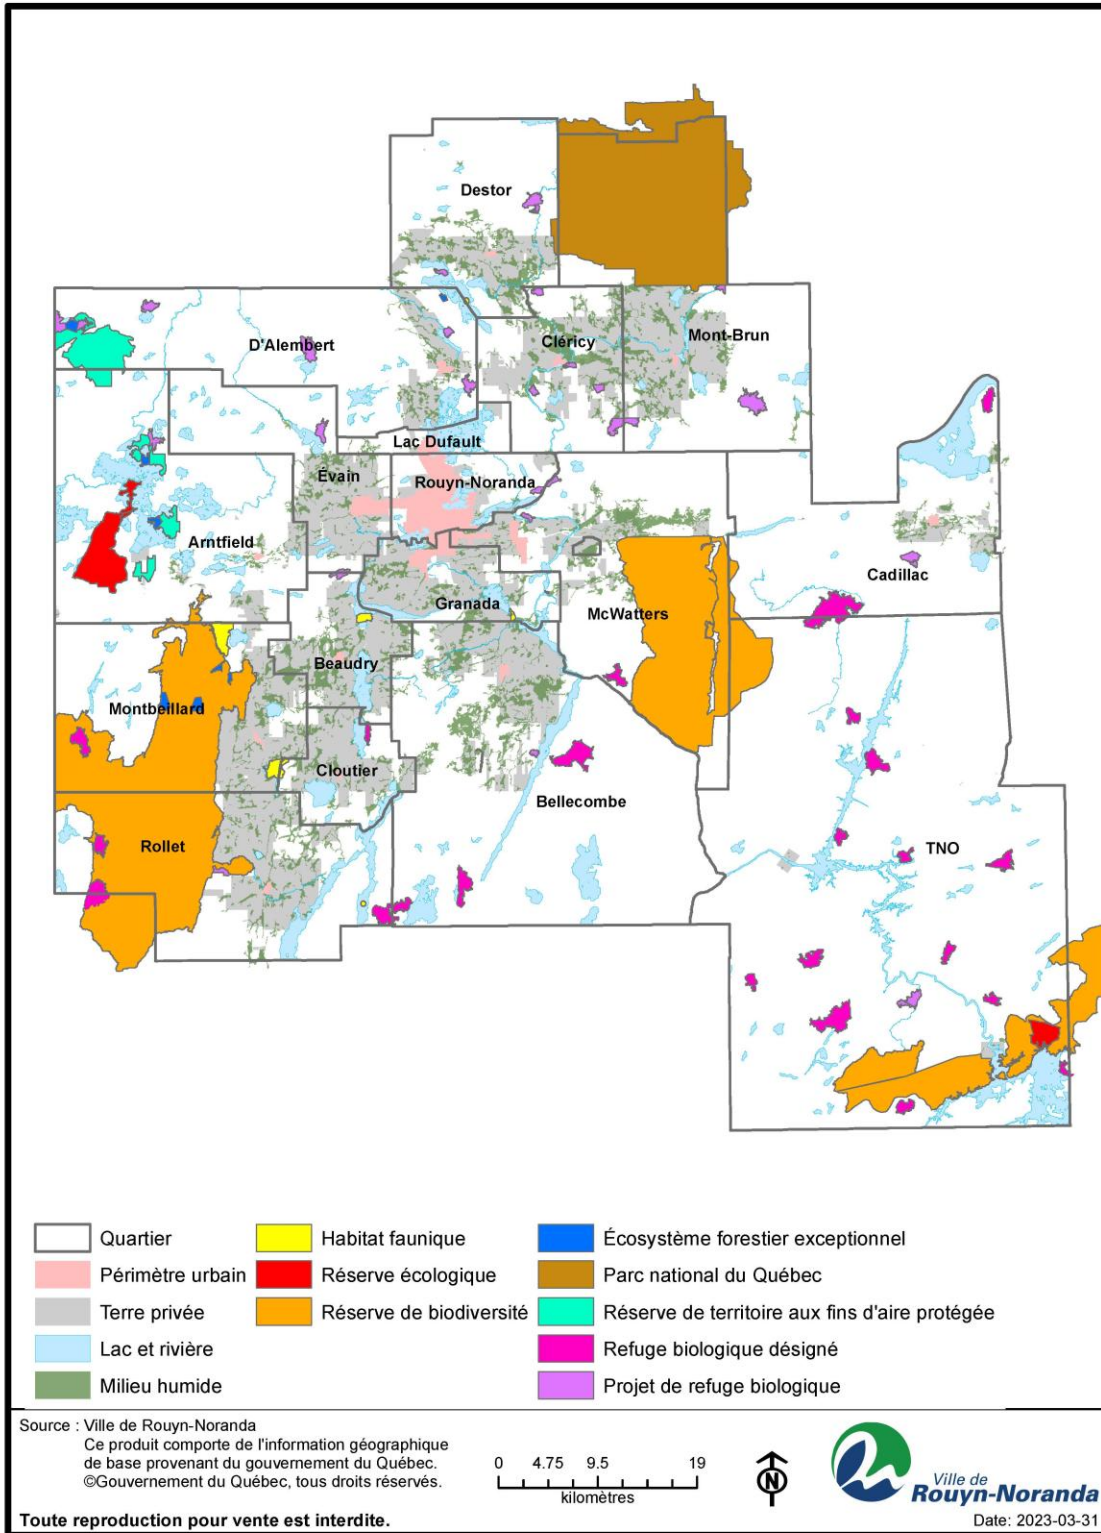 Destor
D'Alembert
Cléricy
Mont-Brun
Lac Dufault
Évain
Rouyn-Noranda
Arntfield
Cadillac
Granada
McWatters
Beaudry
Montbeillard
Cloutier
Bellecombe
Rollet
TNO
Quartier
Périmètre urbain
Terre privée
Lac et rivière
Milieu humide
Habitat faunique
Réserve écologique
Réserve de biodiversité
Écosystème forestier exceptionnel
Parc national du Québec
Réserve de territoire aux fins d'aire protégée
Refuge biologique désigné
Projet de refuge biologique
Source : Ville de Rouyn-Noranda
Ce produit comporte de l'information géographique
de base provenant du gouvernement du Québec.
©Gouvernement du Québec, tous droits réservés.
Toute reproduction pour vente est interdite.
0 4.75 9.5 19
kilomètres
N
Ville de
Rouyn-Noranda
Date: 2023-03-31